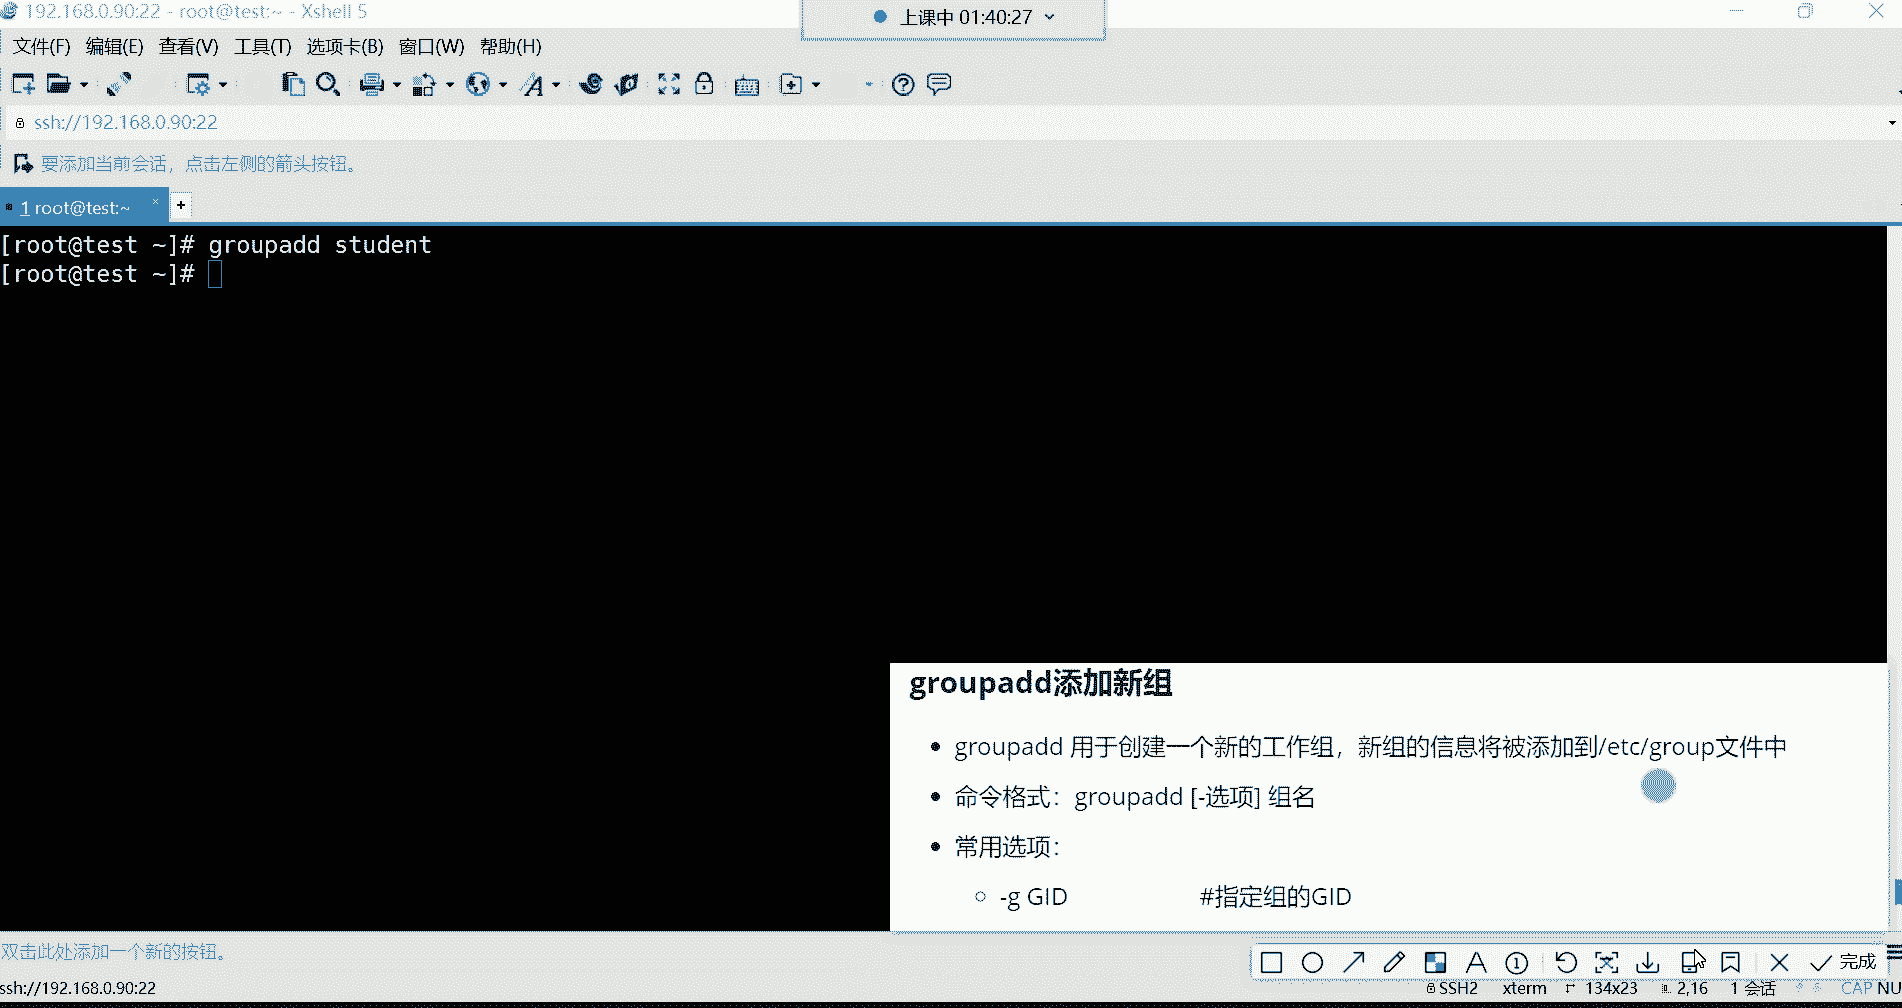 192.168.0.90:22 - root@test:~ - Xshell 5
上课中 01:40:27
文件(F) 编辑(E) 查看(V) 工具(T) 选项卡(B) 窗口(W) 帮助(H)
ssh://192.168.0.90:22
要添加当前会话，点击左侧的箭头按钮。
1 root@test:~
[root@test ~]# groupadd student
[root@test ~]#
groupadd添加新组
groupadd 用于创建一个新的工作组，新组的信息将被添加到/etc/group文件中
命令格式：groupadd [-选项] 组名
常用选项：
-g GID #指定组的GID
双击此处添加一个新的按钮。
完成
ssh://192.168.0.90:22
SSH2 xterm 134x23 2,16 1 会话 CAP NU